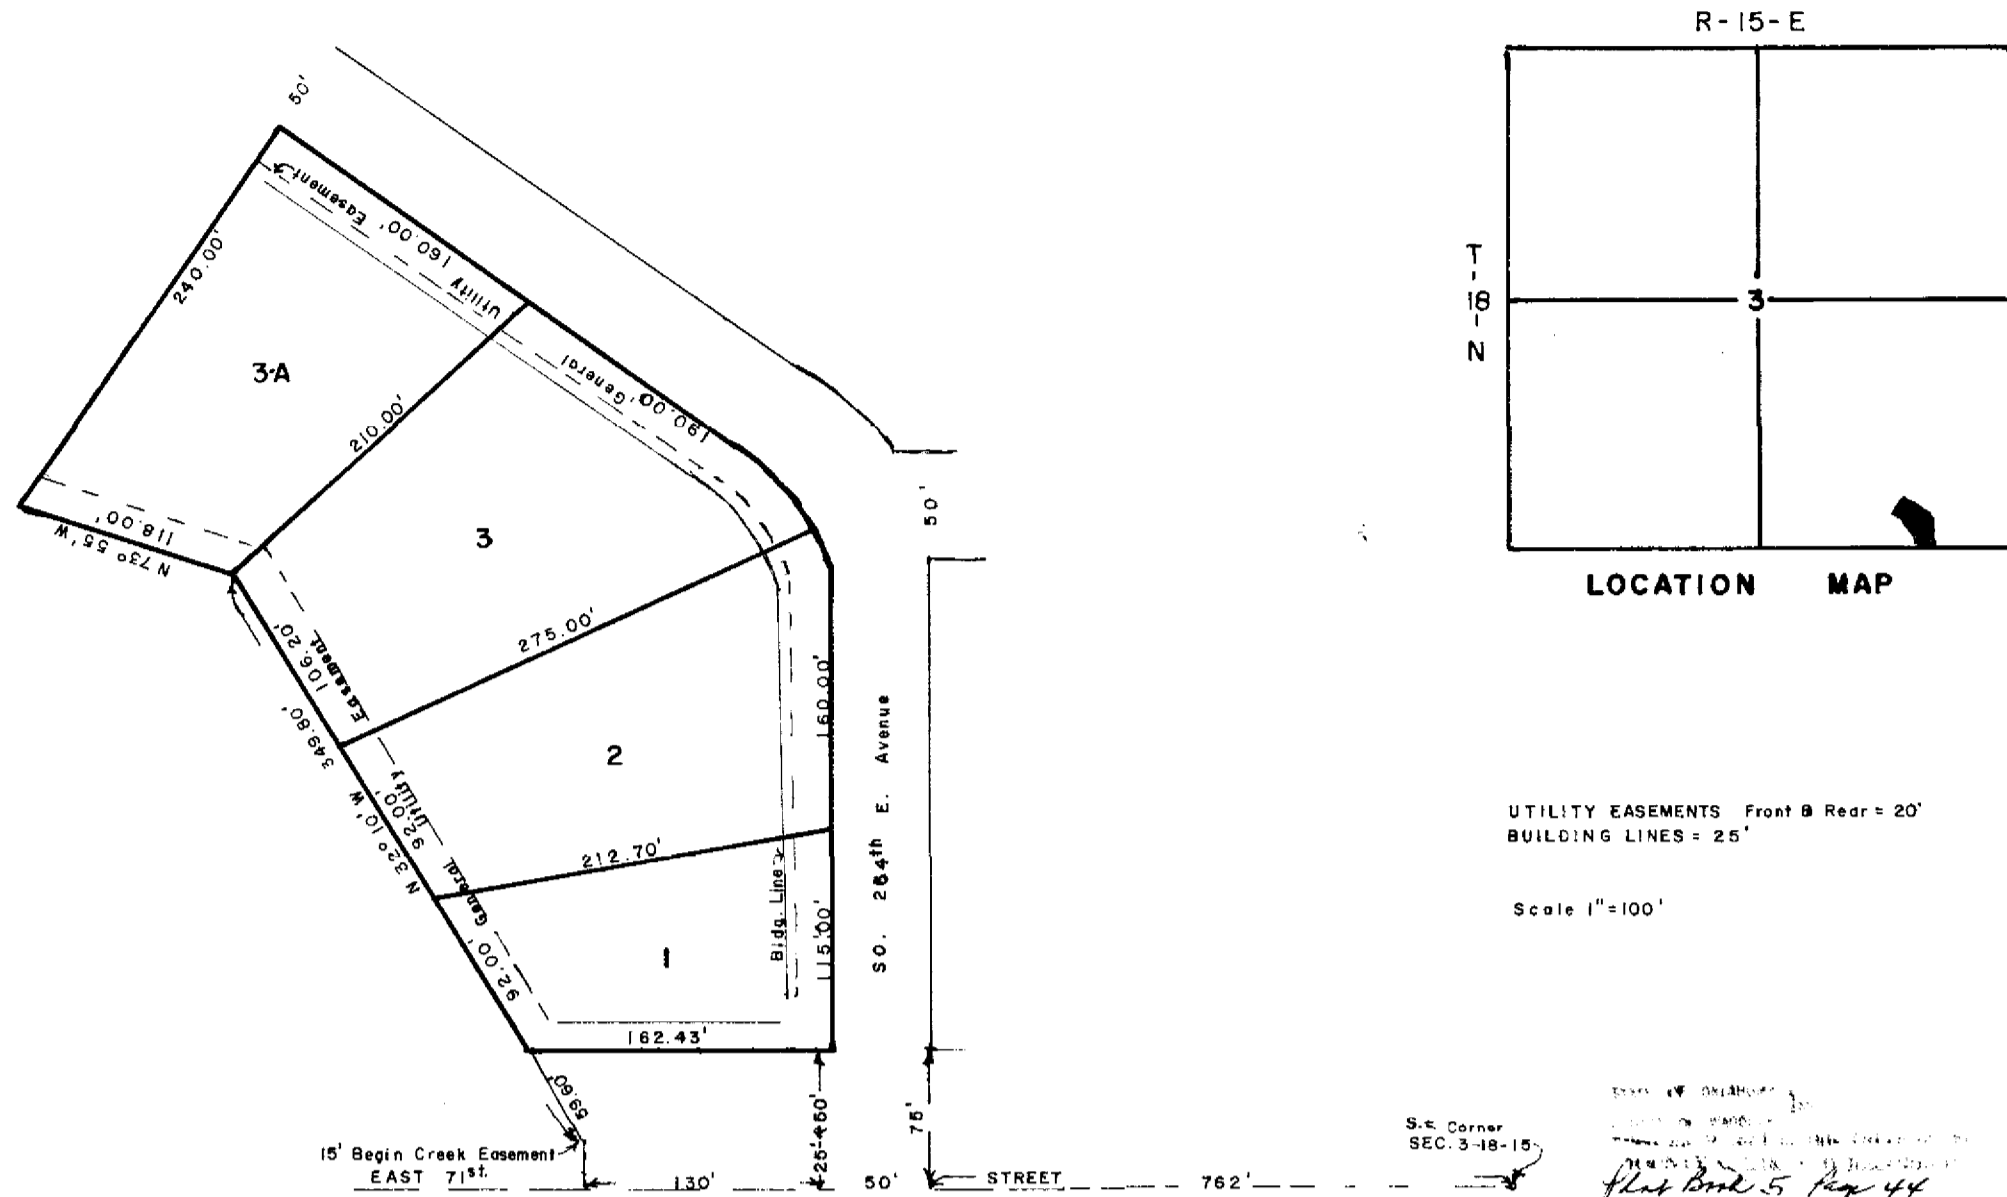 R-15-E
T-18-N
3
LOCATION MAP
50'
Utility Easement
160.00'
240.00'
3-A
210.00'
General
190.00'
118.00'
N 73° 55' W
3
50'
275.00'
106.20'
Easement
349.80'
N 32° 10' W
160.00'
2
92.00'
Utility
212.70'
SO. 264th E. Avenue
Bldg. Line
General
92.00'
115.00'
1
162.43'
UTILITY EASEMENTS Front & Rear = 20'
BUILDING LINES = 25'
Scale 1"=100'
59.60'
25' 50'
75'
15' Begin Creek Easement
EAST 71st.
130'
50'
STREET
762'
S.E. Corner
SEC. 3-18-15
Plat Book 5 Page 44